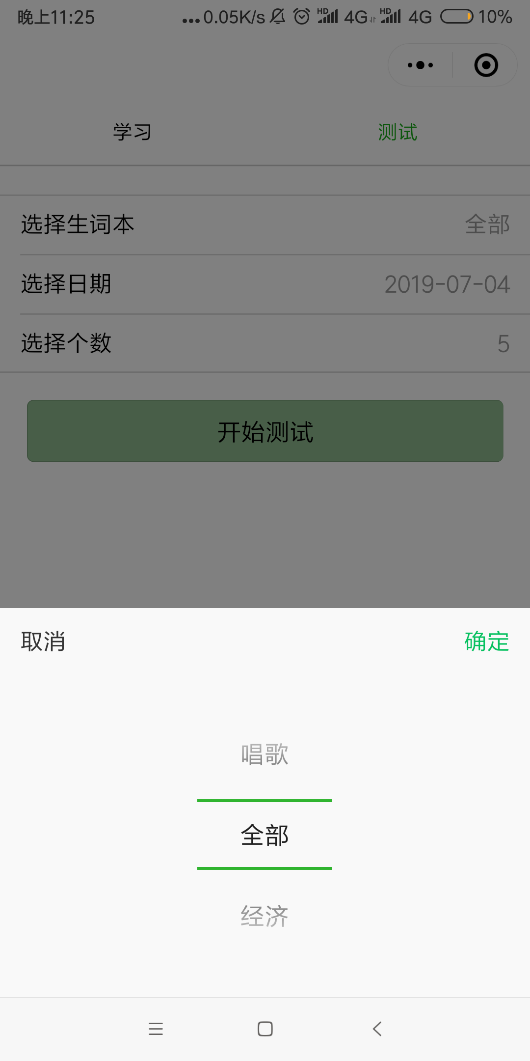 晚上11:25 ...0.05K/s HD 4G HD 4G 10%
学习 测试
选择生词本 全部
选择日期 2019-07-04
选择个数 5
开始测试
取消 确定
唱歌
全部
经济